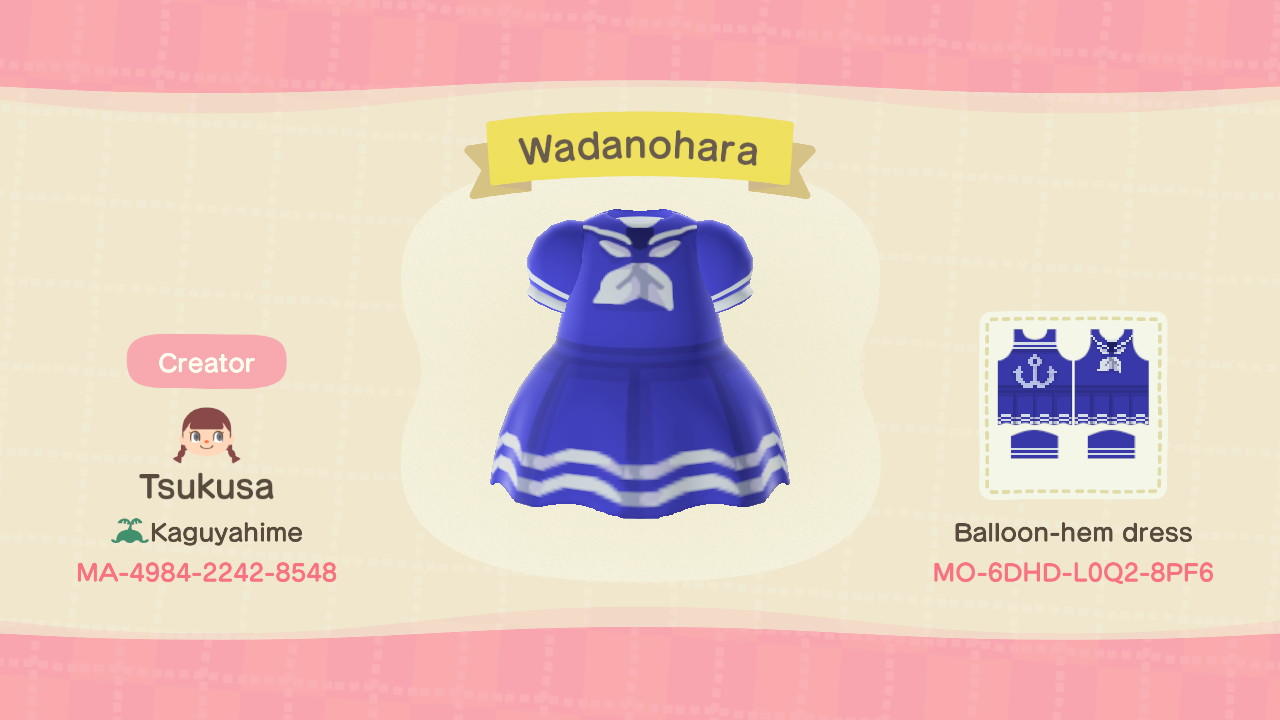 Wadanohara
Creator
Tsukusa
Kaguyahime
MA-4984-2242-8548
Balloon-hem dress
MO-6DHD-L0Q2-8PF6